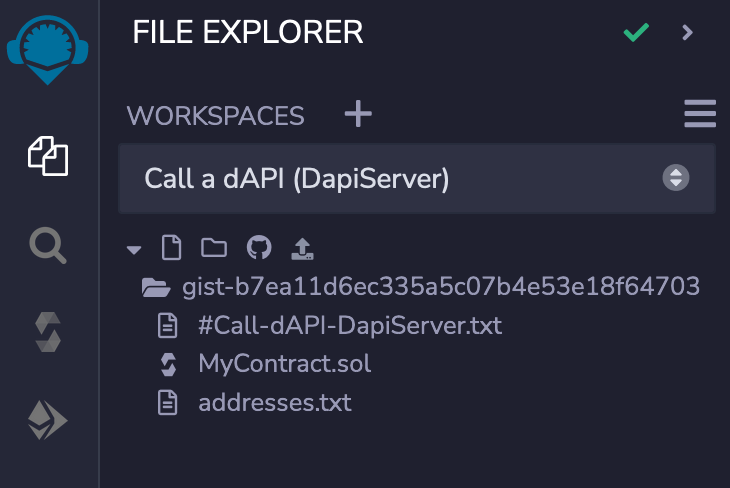 FILE EXPLORER
WORKSPACES
Call a dAPI (DapiServer)
gist-b7ea11d6ec335a5c07b4e53e18f64703
#Call-dAPI-DapiServer.txt
MyContract.sol
addresses.txt